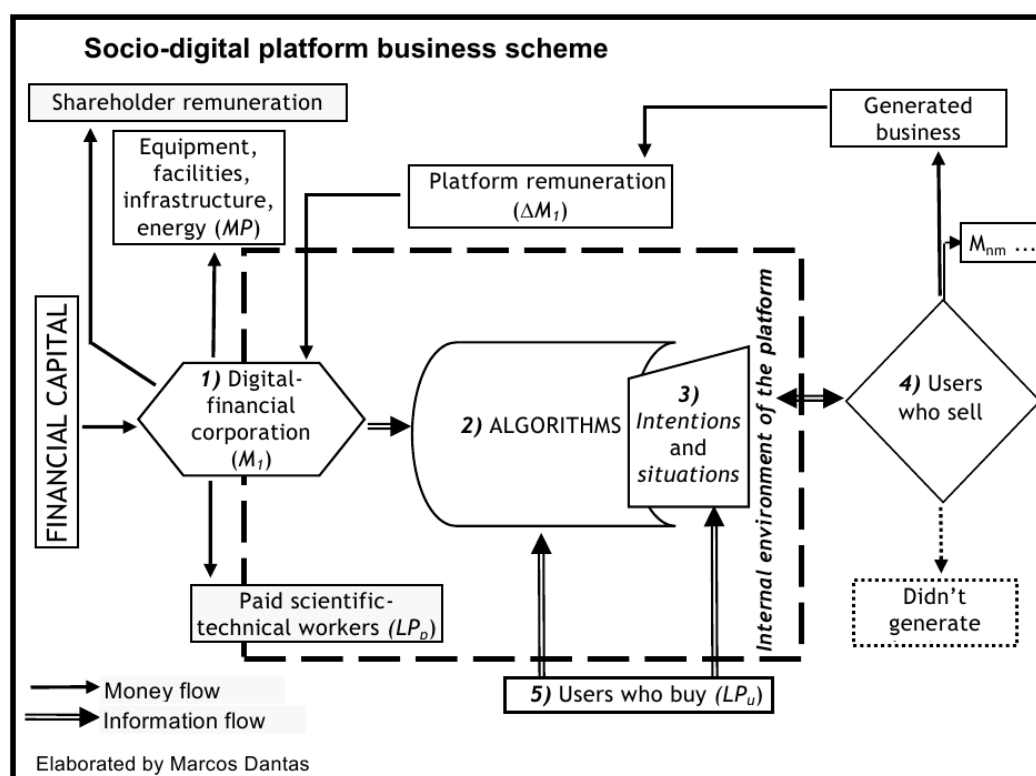 Socio-digital platform business scheme
Shareholder remuneration
Equipment,
facilities,
infrastructure,
energy (MP)
Platform remuneration
(ΔM₁)
Generated
business
Mₙₘ ...
FINANCIAL CAPITAL
1) Digital-
financial
corporation
(M₁)
2) ALGORITHMS
3)
Intentions
and
situations
Internal environment of the platform
4) Users
who sell
Didn't
generate
Paid scientific-
technical workers (LPₚ)
5) Users who buy (LPᵤ)
Money flow
Information flow
Elaborated by Marcos Dantas